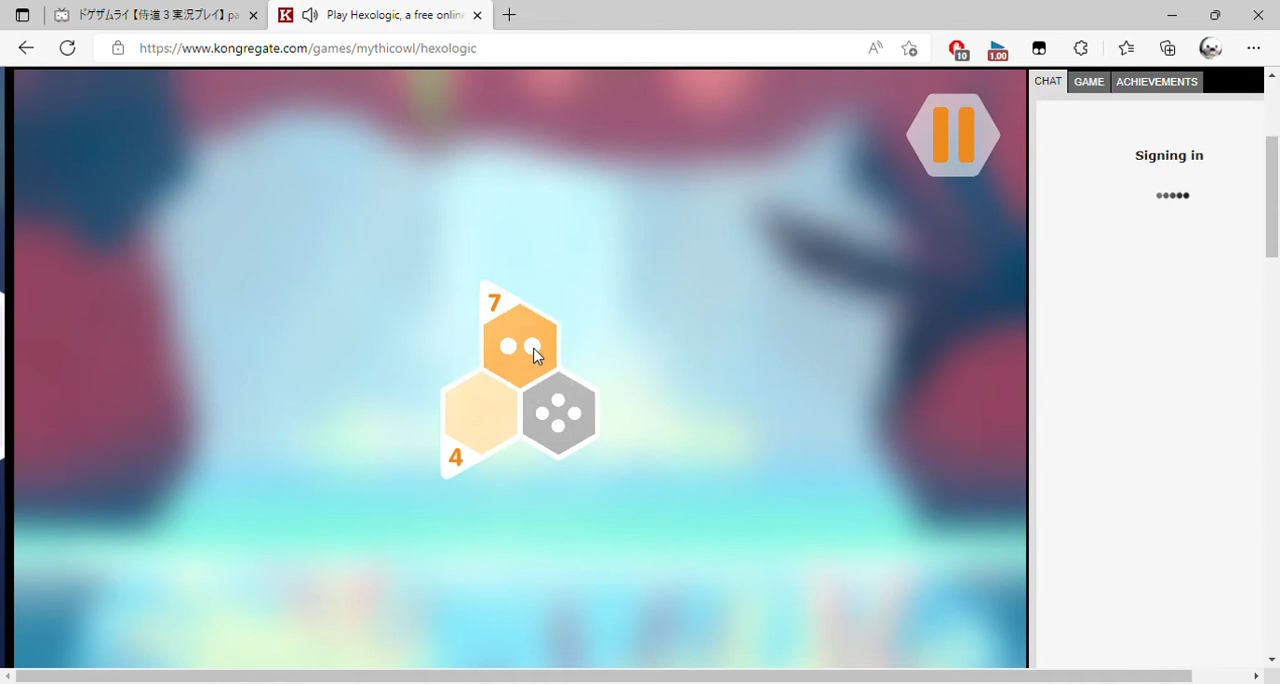 ドゲザムライ【侍道３実況プレイ】pa
Play Hexologic, a free online
https://www.kongregate.com/games/mythicowl/hexologic
10
1.00
CHAT
GAME
ACHIEVEMENTS
Signing in
7
4